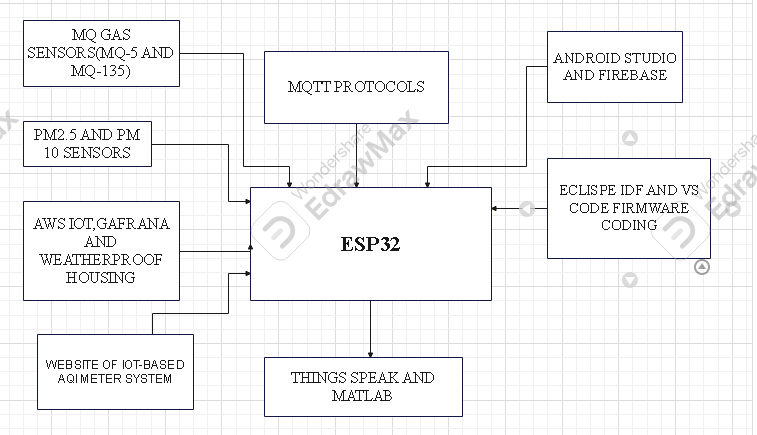 MQ GAS
SENSORS(MQ-5 AND
MQ-135)
MQTT PROTOCOLS
ANDROID STUDIO
AND FIREBASE
PM2.5 AND PM
10 SENSORS
ECLISPE IDF AND VS
CODE FIRMWARE
CODING
AWS IOT,GAFRANA
AND
WEATHERPROOF
HOUSING
ESP32
WEBSITE OF IOT-BASED
AQI METER SYSTEM
THINGS SPEAK AND
MATLAB
Wondershare
EdrawMax
Wondershare
EdrawMax